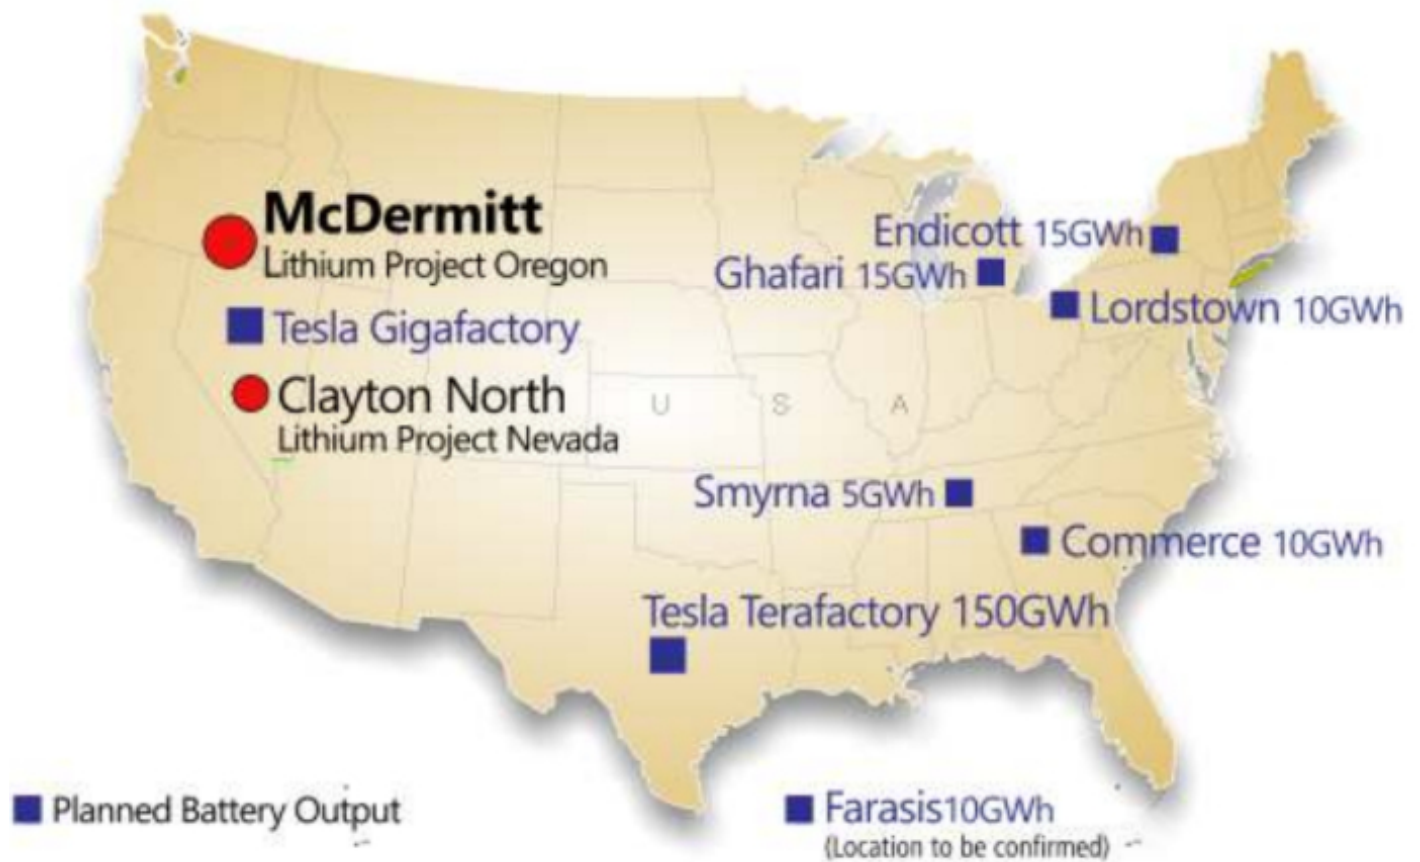 McDermitt
Lithium Project Oregon
Endicott 15GWh
Ghafari 15GWh
Lordstown 10GWh
Tesla Gigafactory
Clayton North
Lithium Project Nevada
U S A
Smyrna 5GWh
Commerce 10GWh
Tesla Terafactory 150GWh
Planned Battery Output
Farasis10GWh
(Location to be confirmed)